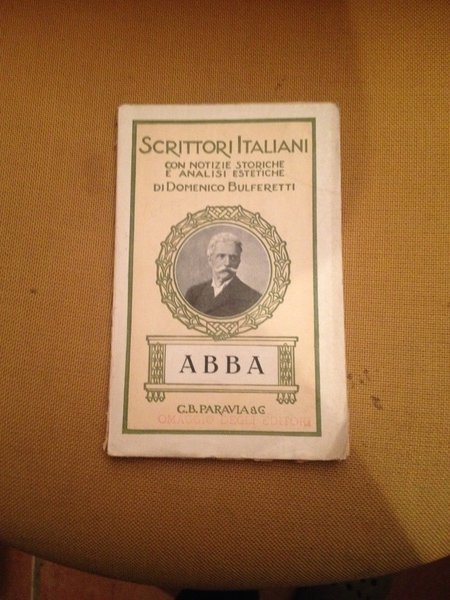 SCRITTORI ITALIANI
CON NOTIZIE STORICHE
E ANALISI ESTETICHE
DI DOMENICO BULFERETTI
ABBA
G. B. PARAVIA & C.
OMAGGIO DEGLI EDITORI